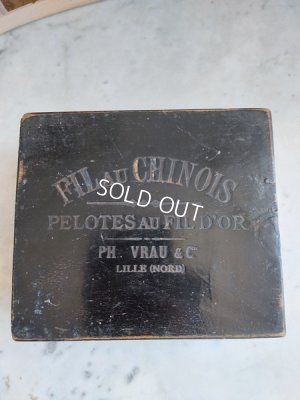 FIL AU CHINOIS
SOLD OUT
PELOTES AU FIL D'OR
PH. VRAU & Cie
LILLE (NORD)